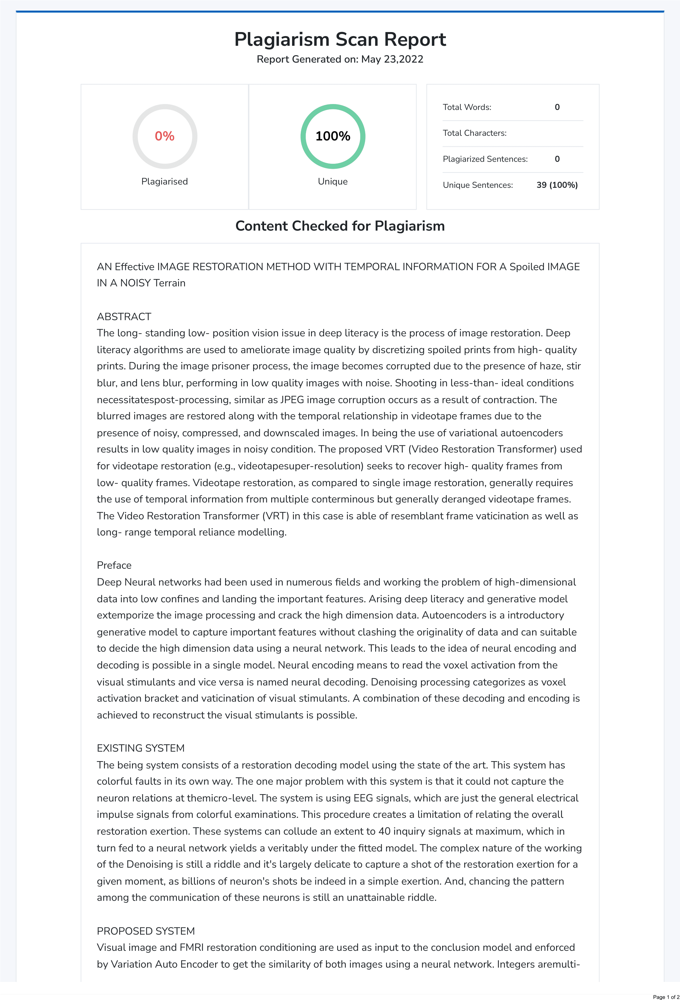 Plagiarism Scan Report
Report Generated on: May 23,2022
0%
Plagiarised
100%
Unique
Total Words: 0
Total Characters:
Plagiarized Sentences: 0
Unique Sentences: 39 (100%)
Content Checked for Plagiarism
AN Effective IMAGE RESTORATION METHOD WITH TEMPORAL INFORMATION FOR A Spoiled IMAGE
IN A NOISY Terrain
ABSTRACT
The long- standing low- position vision issue in deep literacy is the process of image restoration. Deep
literacy algorithms are used to ameliorate image quality by discretizing spoiled prints from high- quality
prints. During the image prisoner process, the image becomes corrupted due to the presence of haze, stir
blur, and lens blur, performing in low quality images with noise. Shooting in less-than- ideal conditions
necessitatespost-processing, similar as JPEG image corruption occurs as a result of contraction. The
blurred images are restored along with the temporal relationship in videotape frames due to the
presence of noisy, compressed, and downscaled images. In being the use of variational autoencoders
results in low quality images in noisy condition. The proposed VRT (Video Restoration Transformer) used
for videotape restoration (e.g., videotapesuper-resolution) seeks to recover high- quality frames from
low- quality frames. Videotape restoration, as compared to single image restoration, generally requires
the use of temporal information from multiple conterminous but generally deranged videotape frames.
The Video Restoration Transformer (VRT) in this case is able of resemblant frame vaticination as well as
long- range temporal reliance modelling.
Preface
Deep Neural networks had been used in numerous fields and working the problem of high-dimensional
data into low confines and landing the important features. Arising deep literacy and generative model
extemporize the image processing and crack the high dimension data. Autoencoders is a introductory
generative model to capture important features without clashing the originality of data and can suitable
to decide the high dimension data using a neural network. This leads to the idea of neural encoding and
decoding is possible in a single model. Neural encoding means to read the voxel activation from the
visual stimulants and vice versa is named neural decoding. Denoising processing categorizes as voxel
activation bracket and vaticination of visual stimulants. A combination of these decoding and encoding is
achieved to reconstruct the visual stimulants is possible.
EXISTING SYSTEM
The being system consists of a restoration decoding model using the state of the art. This system has
colorful faults in its own way. The one major problem with this system is that it could not capture the
neuron relations at themicro-level. The system is using EEG signals, which are just the general electrical
impulse signals from colorful examinations. This procedure creates a limitation of relating the overall
restoration exertion. These systems can collude an extent to 40 inquiry signals at maximum, which in
turn fed to a neural network yields a veritably under the fitted model. The complex nature of the working
of the Denoising is still a riddle and it's largely delicate to capture a shot of the restoration exertion for a
given moment, as billions of neuron's shots be indeed in a simple exertion. And, chancing the pattern
among the communication of these neurons is still an unattainable riddle.
PROPOSED SYSTEM
Visual image and FMRI restoration conditioning are used as input to the conclusion model and enforced
by Variation Auto Encoder to get the similarity of both images using a neural network. Integers aremulti-
Page 1 of 2